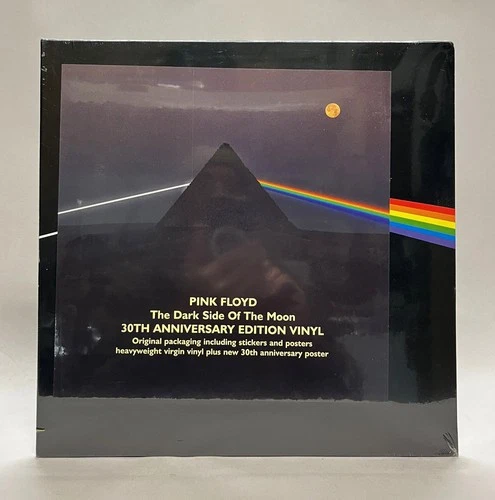 PINK FLOYD
The Dark Side Of The Moon
30TH ANNIVERSARY EDITION VINYL
Original packaging including stickers and posters
heavyweight virgin vinyl plus new 30th anniversary poster